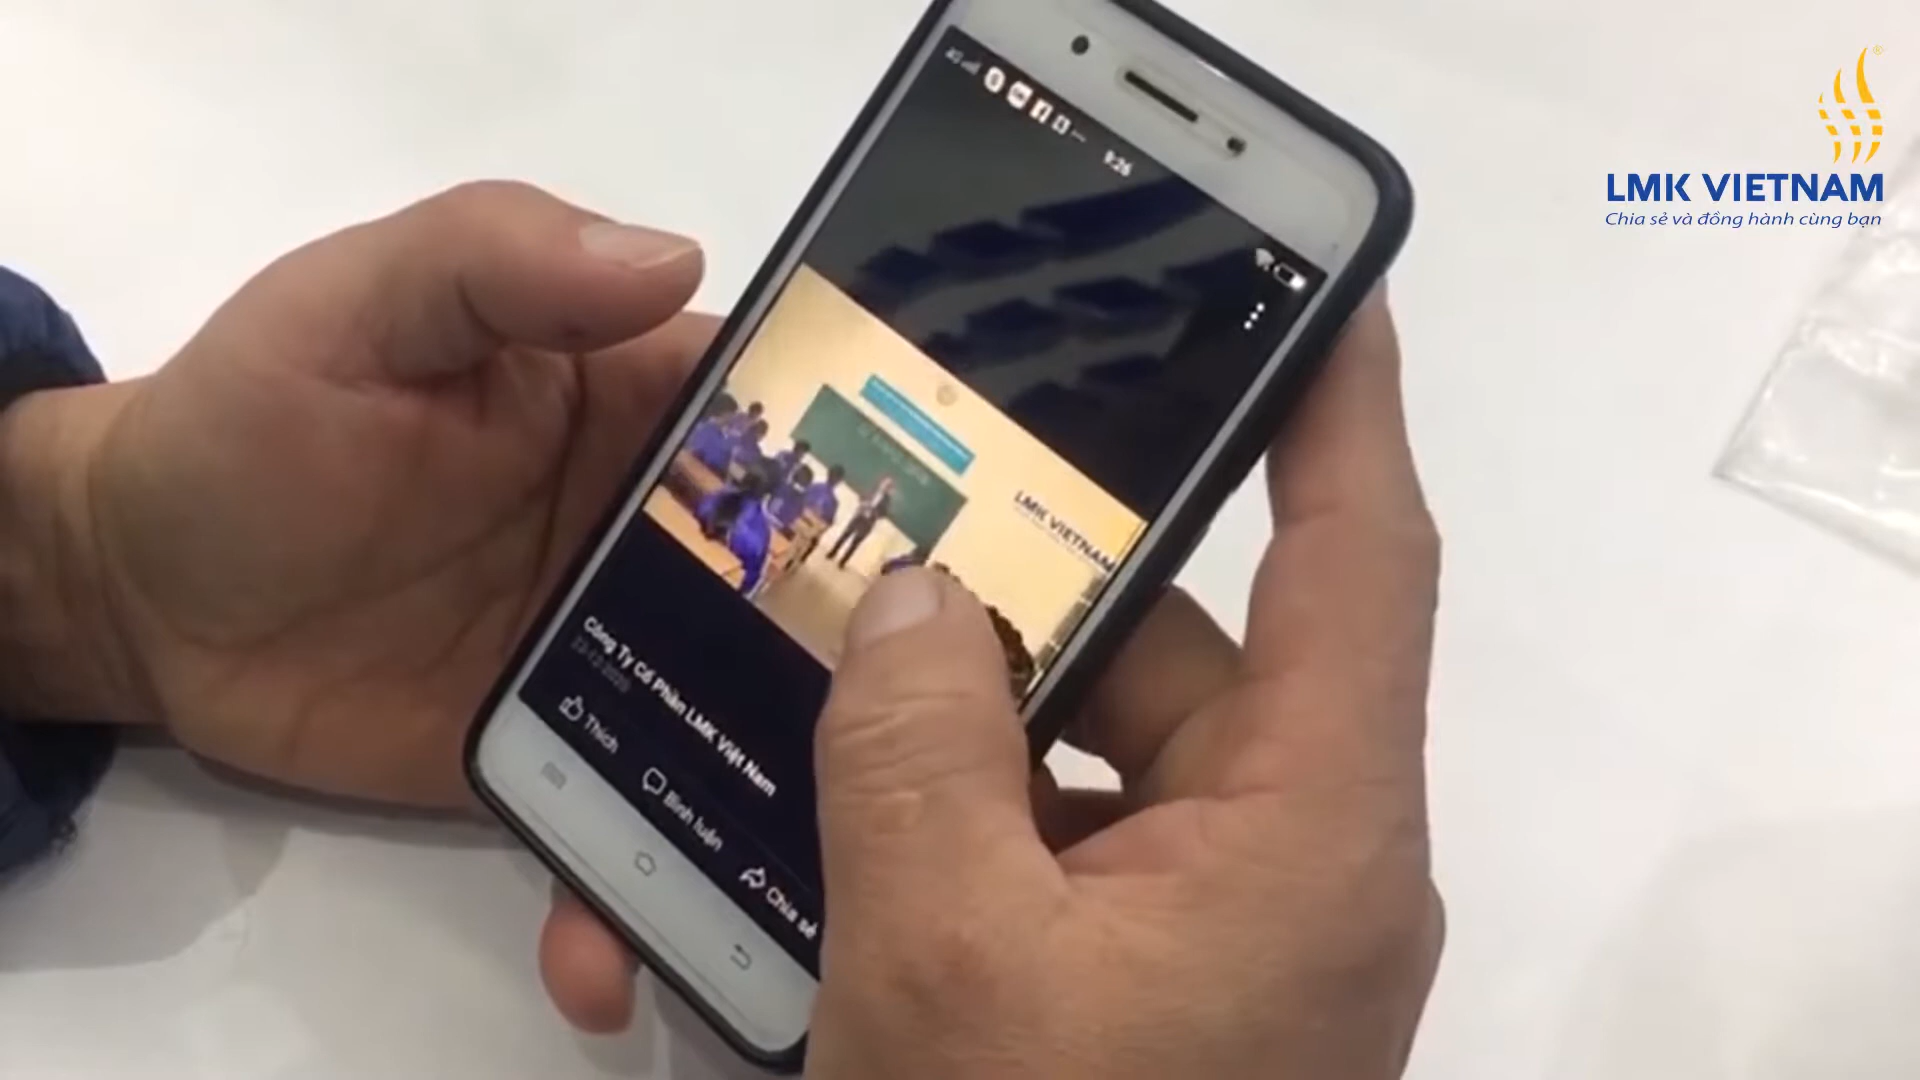 LMK VIETNAM
Chia sẻ và đồng hành cùng bạn
4G
9:26
LMK VIETNAM
Công Ty Cổ Phần LMK Việt Nam
Thích
Bình luận
Chia sẻ